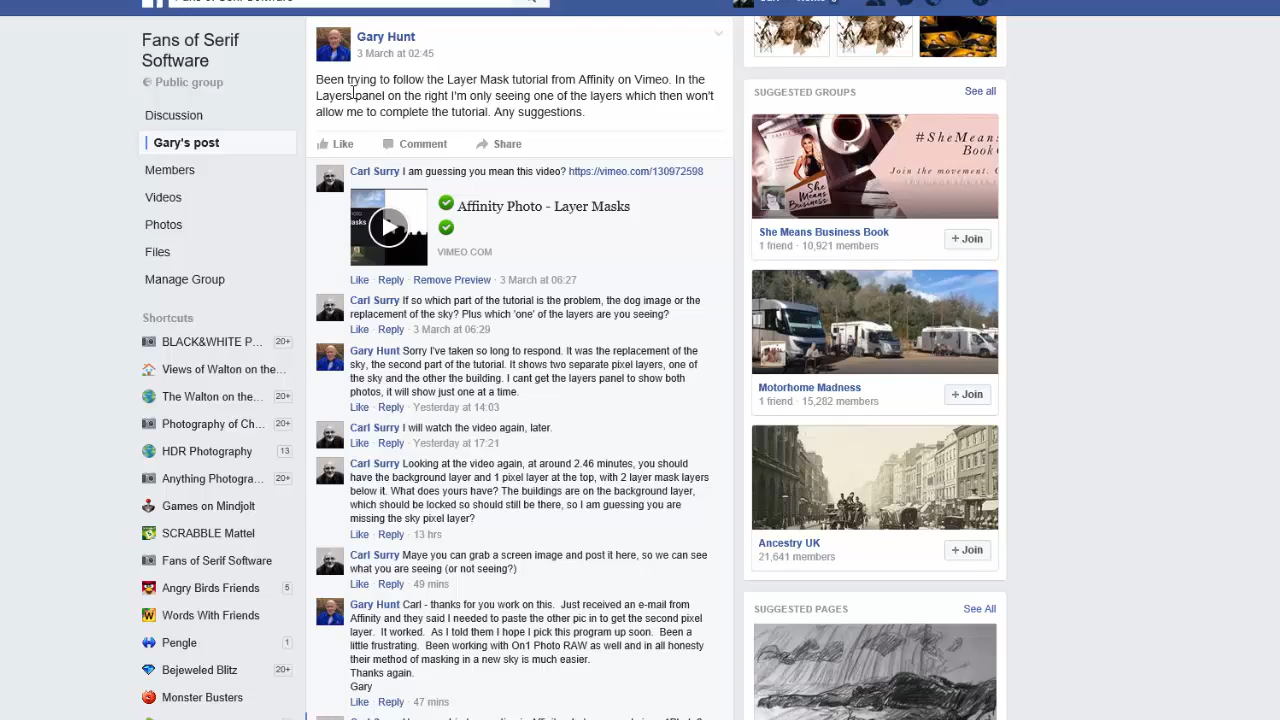 Fans of Serif
Software
Public group
Discussion
Gary's post
Members
Videos
Photos
Files
Manage Group
Shortcuts
BLACK&WHITE P... 20+
Views of Walton on the...
The Walton on the... 20+
Photography of Ch... 20+
HDR Photography 13
Anything Photogra... 20+
Games on Mindjolt
SCRABBLE Mattel
Fans of Serif Software
Angry Birds Friends 5
Words With Friends
Pengle 1
Bejeweled Blitz 20+
Monster Busters
Gary Hunt
3 March at 02:45
Been trying to follow the Layer Mask tutorial from Affinity on Vimeo. In the
Layers panel on the right I'm only seeing one of the layers which then won't
allow me to complete the tutorial. Any suggestions.
Like Comment Share
Carl Surry I am guessing you mean this video? https://vimeo.com/130972598
Affinity Photo - Layer Masks
VIMEO.COM
Like · Reply · Remove Preview · 3 March at 06:27
Carl Surry If so which part of the tutorial is the problem, the dog image or the
replacement of the sky? Plus which 'one' of the layers are you seeing?
Like · Reply · 3 March at 06:29
Gary Hunt Sorry I've taken so long to respond. It was the replacement of the
sky, the second part of the tutorial. It shows two separate pixel layers, one of
the sky and the other the building. I cant get the layers panel to show both
photos, it will show just one at a time.
Like · Reply · Yesterday at 14:03
Carl Surry I will watch the video again, later.
Like · Reply · Yesterday at 17:21
Carl Surry Looking at the video again, at around 2.46 minutes, you should
have the background layer and 1 pixel layer at the top, with 2 layer mask layers
below it. What does yours have? The buildings are on the background layer,
which should be locked so should still be there, so I am guessing you are
missing the sky pixel layer?
Like · Reply · 13 hrs
Carl Surry Maye you can grab a screen image and post it here, so we can see
what you are seeing (or not seeing?)
Like · Reply · 49 mins
Gary Hunt Carl - thanks for you work on this. Just received an e-mail from
Affinity and they said I needed to paste the other pic in to get the second pixel
layer. It worked. As I told them I hope I pick this program up soon. Been a
little frustrating. Been working with On1 Photo RAW as well and in all honesty
their method of masking in a new sky is much easier.
Thanks again.
Gary
Like · Reply · 47 mins
SUGGESTED GROUPS See all
#SheMeans
Book
Join the movement.
She Means Business
She Means Business Book
1 friend · 10,921 members
+ Join
Motorhome Madness
1 friend · 15,282 members
+ Join
Ancestry UK
21,641 members
+ Join
SUGGESTED PAGES See All